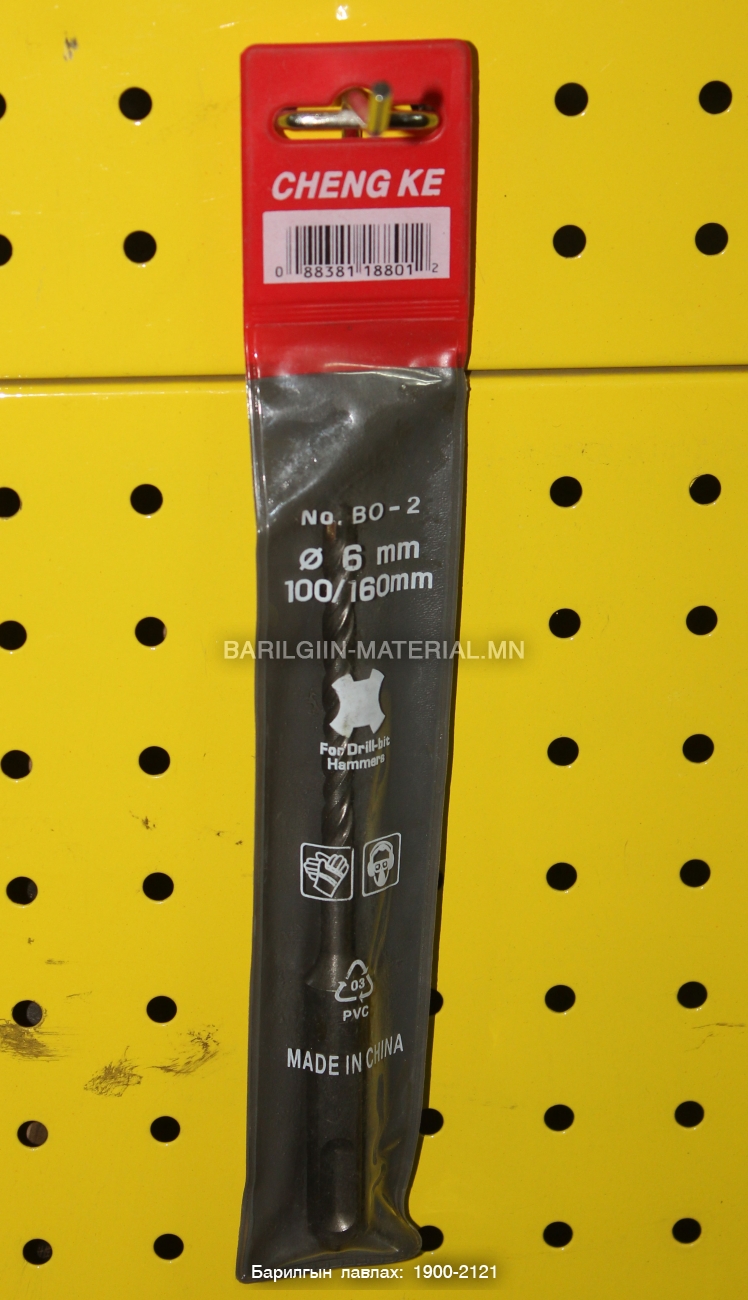 CHENG KE
0 88381 18801 2
No. BO-2
ø 6 mm
100/160mm
BARILGIIN-MATERIAL.MN
For Drill-bit
Hammers
03
PVC
MADE IN CHINA
Барилгын лавлах: 1900-2121